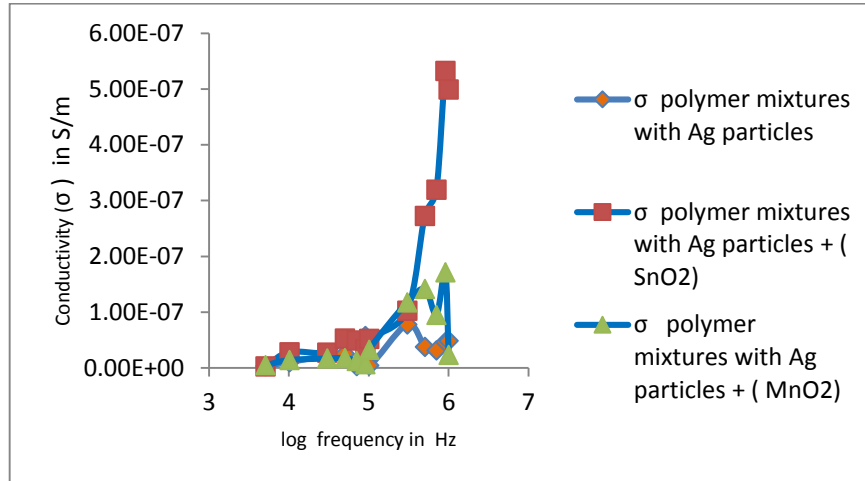 6.00E-07
5.00E-07
4.00E-07
3.00E-07
2.00E-07
1.00E-07
0.00E+00
Conductivity (σ ) in S/m
3 4 5 6 7
log frequency in Hz
σ polymer mixtures
with Ag particles
σ polymer mixtures
with Ag particles + (
SnO2)
σ polymer
mixtures with Ag
particles + ( MnO2)